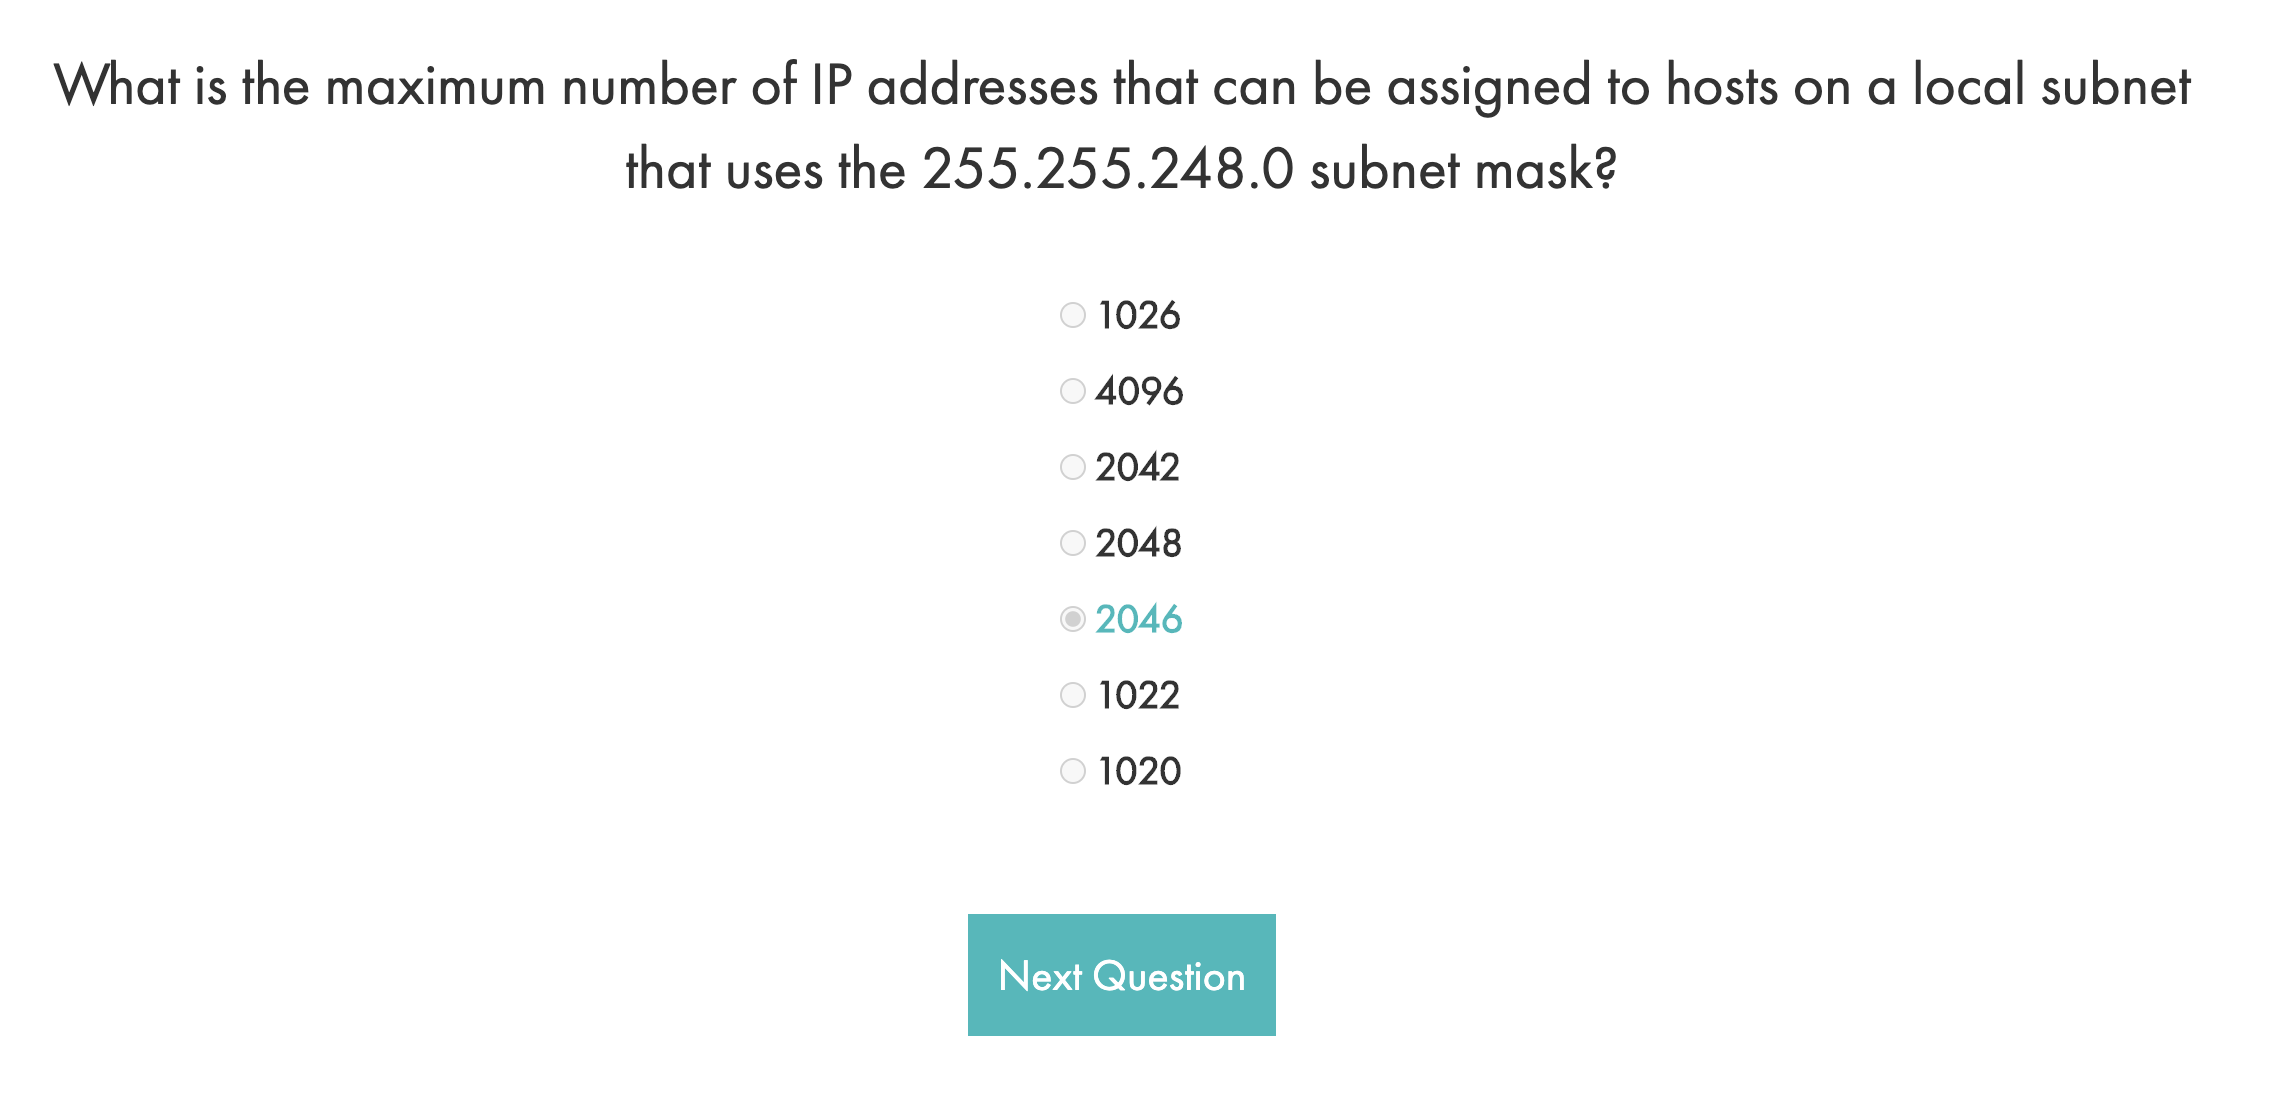 What is the maximum number of IP addresses that can be assigned to hosts on a local subnet
that uses the 255.255.248.0 subnet mask?
1026
4096
2042
2048
2046
1022
1020
Next Question